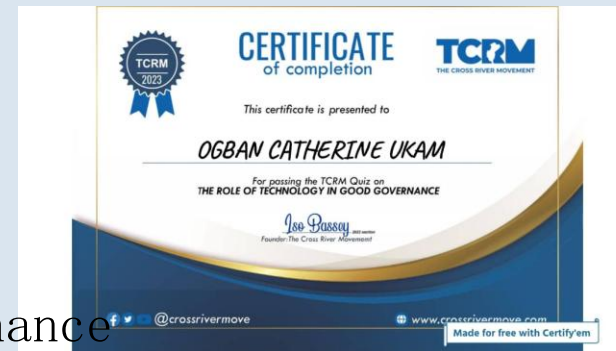 TCRM
2023
CERTIFICATE
of completion
TCRM
THE CROSS RIVER MOVEMENT
This certificate is presented to
OGBAN CATHERINE UKAM
For passing the TCRM Quiz on
THE ROLE OF TECHNOLOGY IN GOOD GOVERNANCE
Iso Bassey
Founder-The Cross River Movement
nance
@crossrivermove
www.crossrivermove.com
Made for free with Certify'em